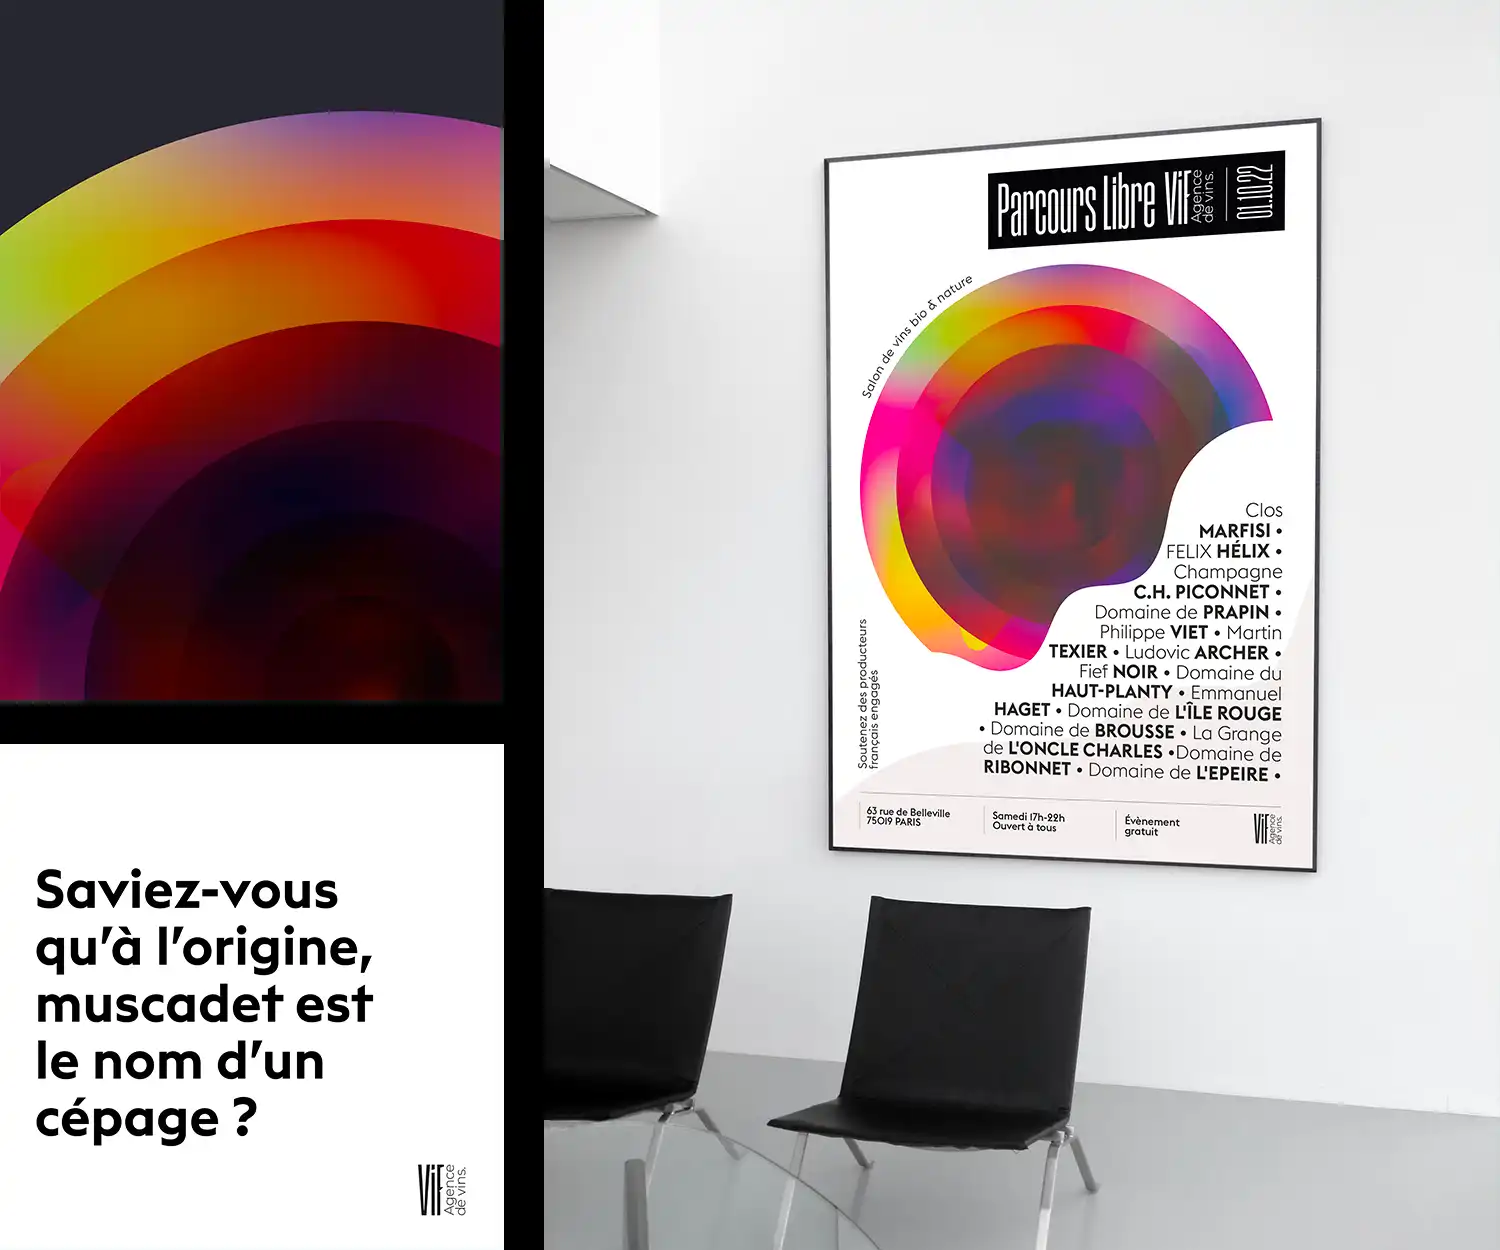 Saviez-vous
qu’à l’origine,
muscadet est
le nom d’un
cépage ?
Vif Agence
de vins.
Parcours Libre Vif Agence
de vins.
01.10.22
Salon de vins bio & nature
Clos
MARFISI •
FELIX HÉLIX •
Champagne
C.H. PICONNET •
Domaine de PRAPIN •
Philippe VIET • Martin
TEXIER • Ludovic ARCHER •
Fief NOIR • Domaine du
HAUT-PLANTY • Emmanuel
HAGET • Domaine de L'ÎLE ROUGE
• Domaine de BROUSSE • La Grange
de L'ONCLE CHARLES •Domaine de
RIBONNET • Domaine de L'EPEIRE •
Soutenez des producteurs
français engagés
63 rue de Belleville
75019 PARIS
Samedi 17h-22h
Ouvert à tous
Évènement
gratuit
Vif Agence
de vins.